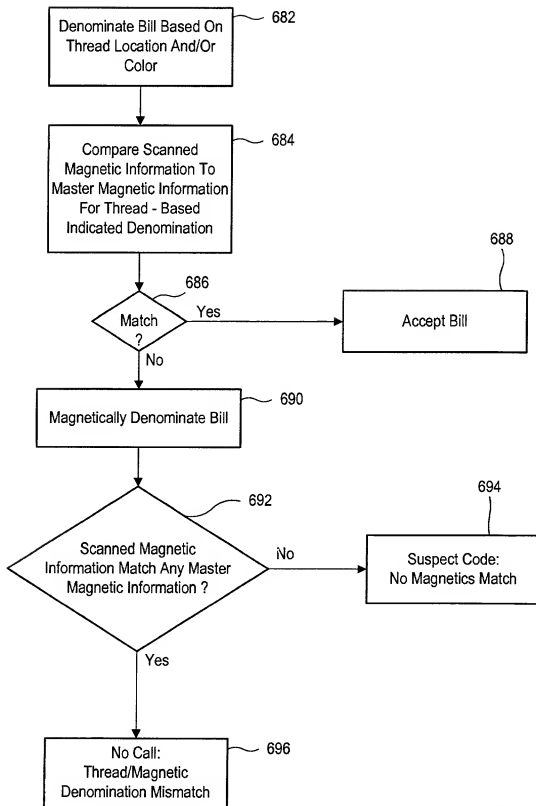 Denominate Bill Based On
Thread Location And/Or
Color
682
Compare Scanned
Magnetic Information To
Master Magnetic Information
For Thread - Based
Indicated Denomination
684
686
Match
?
Yes
No
688
Accept Bill
Magnetically Denominate Bill
690
692
Scanned Magnetic
Information Match Any Master
Magnetic Information ?
No
Yes
694
Suspect Code:
No Magnetics Match
No Call:
Thread/Magnetic
Denomination Mismatch
696